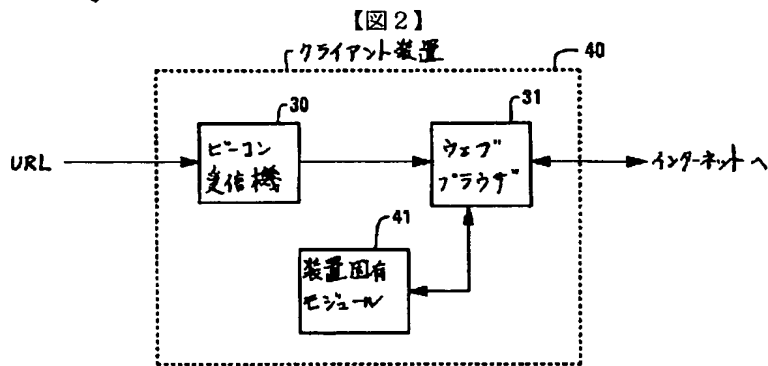 【図２】
クライアント装置
40
30
31
URL
ビーコン
受信機
ウェブ
ブラウザ
インターネットへ
41
装置固有
モジュール